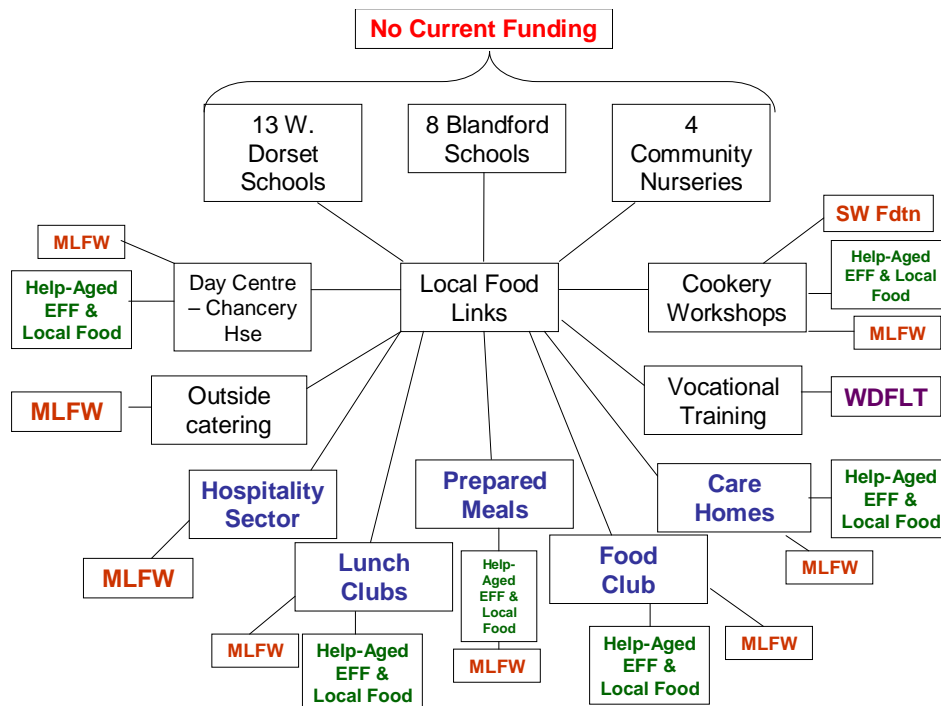 No Current Funding
13 W.
Dorset
Schools
8 Blandford
Schools
4
Community
Nurseries
SW Fdtn
MLFW
Help-Aged
EFF & Local
Food
Help-Aged
EFF &
Local Food
Day Centre
– Chancery
Hse
Local Food
Links
Cookery
Workshops
MLFW
MLFW
Outside
catering
Vocational
Training
WDFLT
Hospitality
Sector
Prepared
Meals
Care
Homes
Help-Aged
EFF &
Local Food
MLFW
Lunch
Clubs
Help-
Aged
EFF &
Local
Food
Food
Club
MLFW
MLFW
Help-Aged
EFF &
Local Food
MLFW
Help-Aged
EFF &
Local Food
MLFW